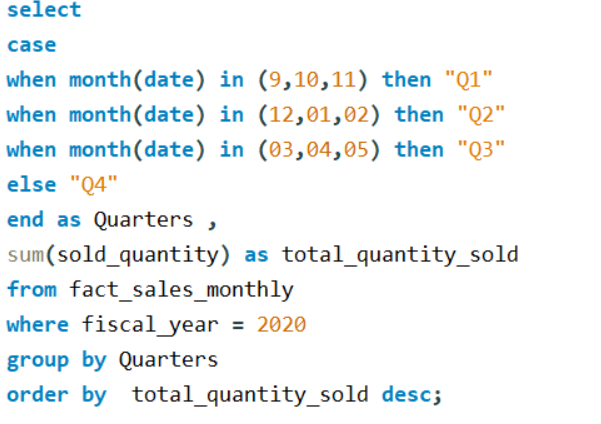 select
case
when month(date) in (9,10,11) then "Q1"
when month(date) in (12,01,02) then "Q2"
when month(date) in (03,04,05) then "Q3"
else "Q4"
end as Quarters ,
sum(sold_quantity) as total_quantity_sold
from fact_sales_monthly
where fiscal_year = 2020
group by Quarters
order by  total_quantity_sold desc;